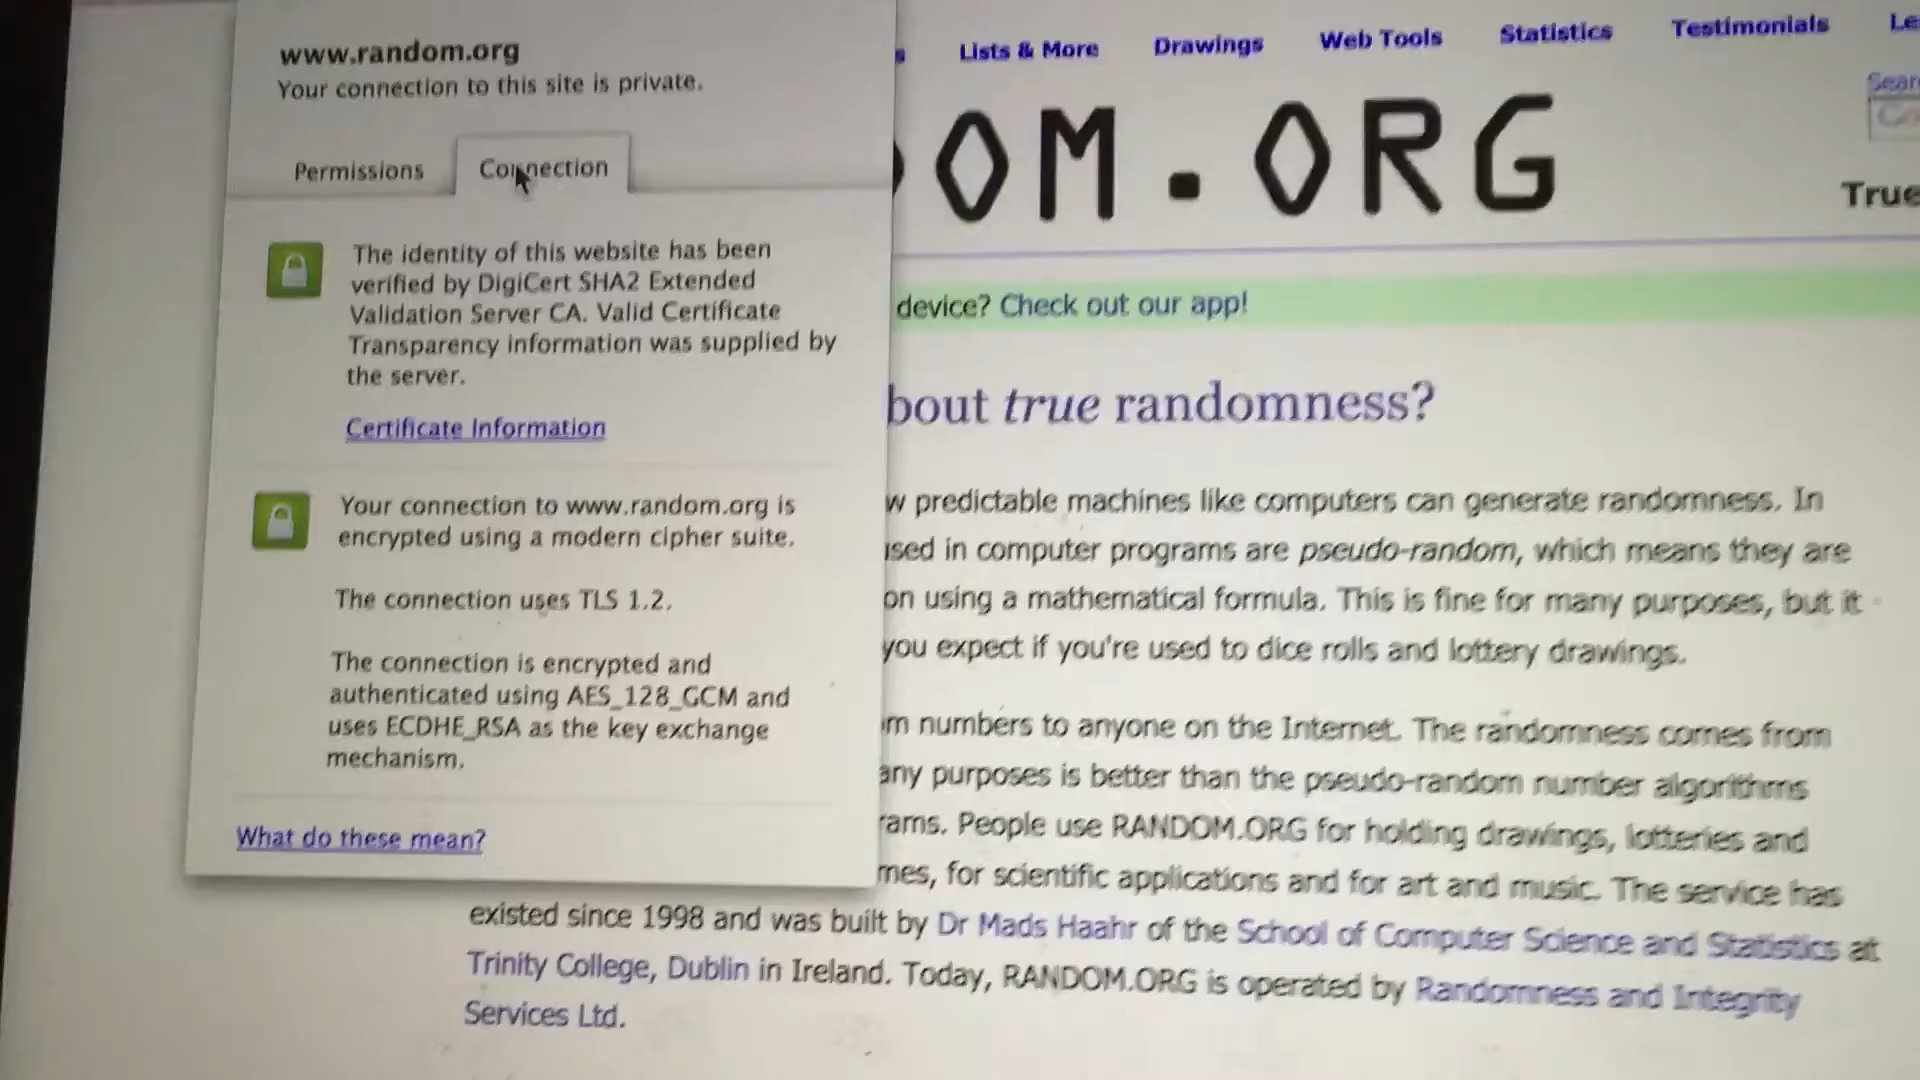 www.random.org
Your connection to this site is private.
Permissions
Connection
The identity of this website has been
verified by DigiCert SHA2 Extended
Validation Server CA. Valid Certificate
Transparency information was supplied by
the server.
Certificate Information
Your connection to www.random.org is
encrypted using a modern cipher suite.
The connection uses TLS 1.2.
The connection is encrypted and
authenticated using AES_128_GCM and
uses ECDHE_RSA as the key exchange
mechanism.
What do these mean?
Lists & More Drawings Web Tools Statistics Testimonials
OM.ORG
True
device? Check out our app!
bout true randomness?
w predictable machines like computers can generate randomness. In
used in computer programs are pseudo-random, which means they are
on using a mathematical formula. This is fine for many purposes, but it
you expect if you're used to dice rolls and lottery drawings.
m numbers to anyone on the Internet. The randomness comes from
any purposes is better than the pseudo-random number algorithms
rams. People use RANDOM.ORG for holding drawings, lotteries and
mes, for scientific applications and for art and music. The service has
existed since 1998 and was built by Dr Mads Haahr of the School of Computer Science and Statistics at
Trinity College, Dublin in Ireland. Today, RANDOM.ORG is operated by Randomness and Integrity
Services Ltd.